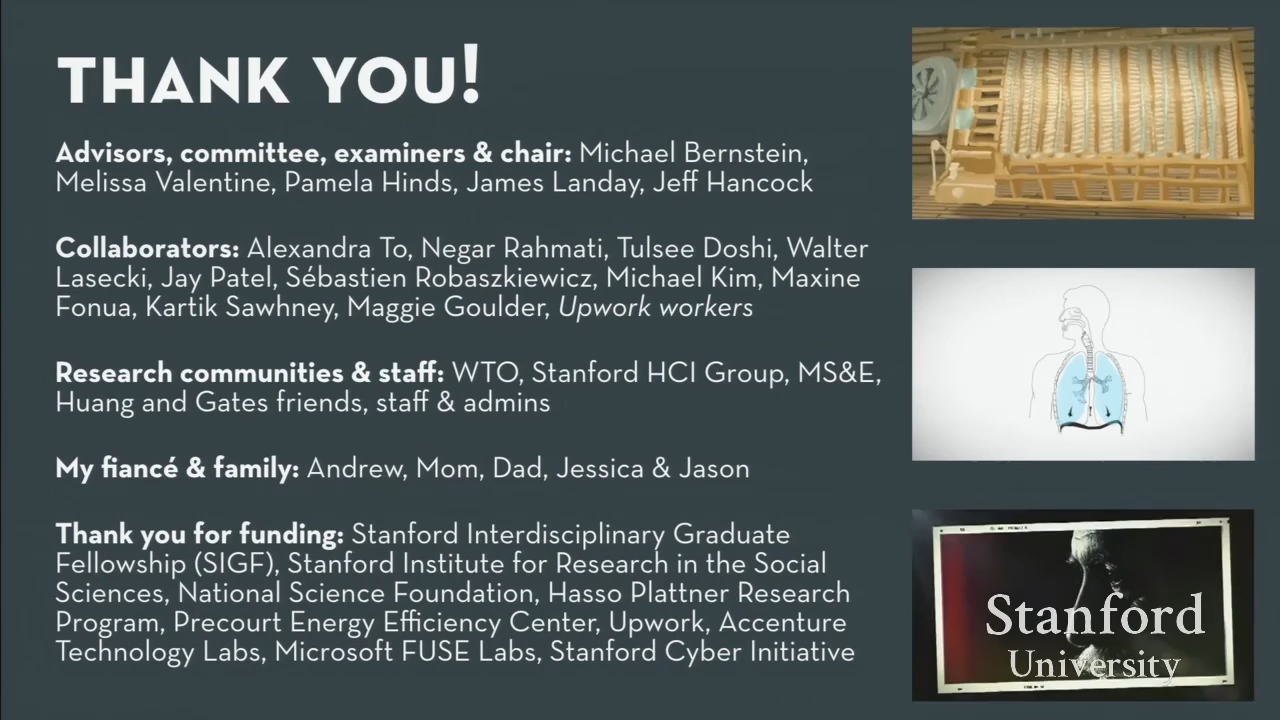 THANK YOU!
Advisors, committee, examiners & chair: Michael Bernstein,
Melissa Valentine, Pamela Hinds, James Landay, Jeff Hancock
Collaborators: Alexandra To, Negar Rahmati, Tulsee Doshi, Walter
Lasecki, Jay Patel, Sébastien Robaszkiewicz, Michael Kim, Maxine
Fonua, Kartik Sawhney, Maggie Goulder, Upwork workers
Research communities & staff: WTO, Stanford HCI Group, MS&E,
Huang and Gates friends, staff & admins
My fiancé & family: Andrew, Mom, Dad, Jessica & Jason
Thank you for funding: Stanford Interdisciplinary Graduate
Fellowship (SIGF), Stanford Institute for Research in the Social
Sciences, National Science Foundation, Hasso Plattner Research
Program, Precourt Energy Efficiency Center, Upwork, Accenture
Technology Labs, Microsoft FUSE Labs, Stanford Cyber Initiative
Stanford
University